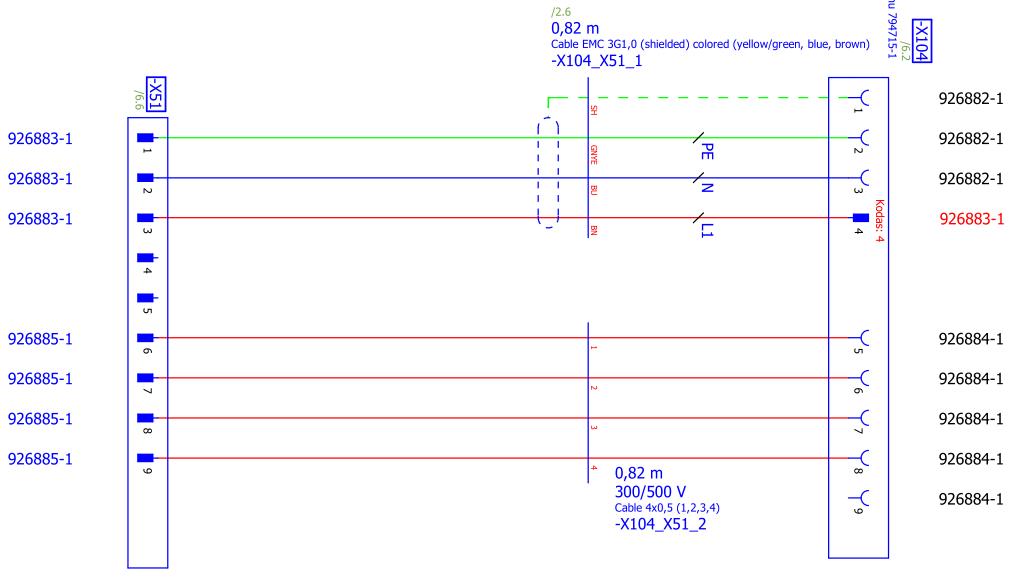 /2.6
0,82 m
Cable EMC 3G1,0 (shielded) colored (yellow/green, blue, brown)
-X104_X51_1
794715-1
/6.2
-X104
-X51
/6.6
SH
1
926882-1
926883-1
1
GNYE
PE
2
926882-1
926883-1
2
BU
N
3
926882-1
926883-1
3
BN
L1
4
Kodas: 4
926883-1
4
5
926885-1
6
1
5
926884-1
926885-1
7
2
6
926884-1
926885-1
8
3
7
926884-1
926885-1
9
4
8
926884-1
9
926884-1
0,82 m
300/500 V
Cable 4x0,5 (1,2,3,4)
-X104_X51_2